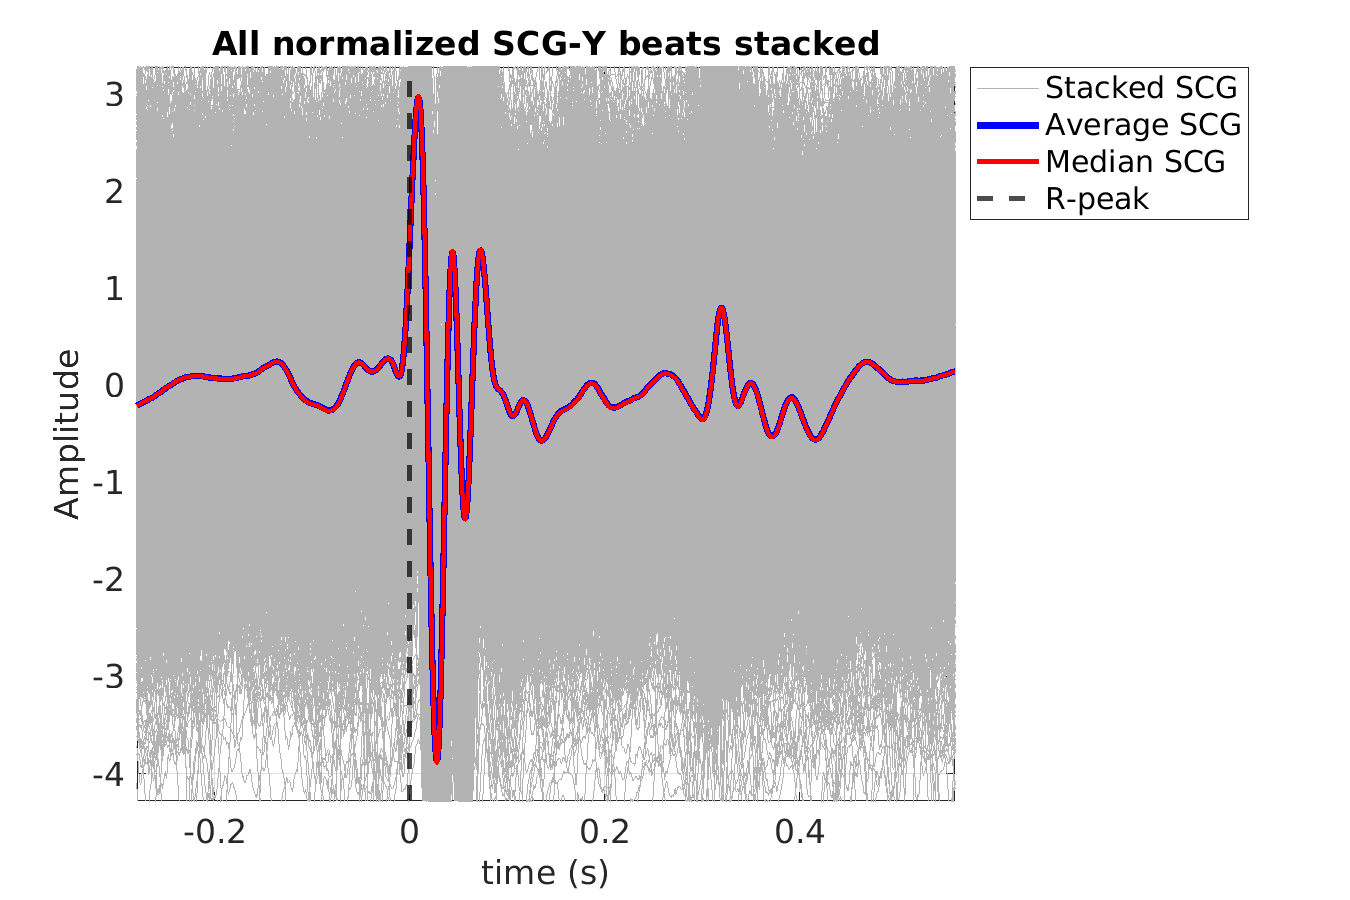 All normalized SCG-Y beats stacked
Stacked SCG
Average SCG
Median SCG
R-peak
3
2
1
0
-1
-2
-3
-4
Amplitude
-0.2
0
0.2
0.4
time (s)